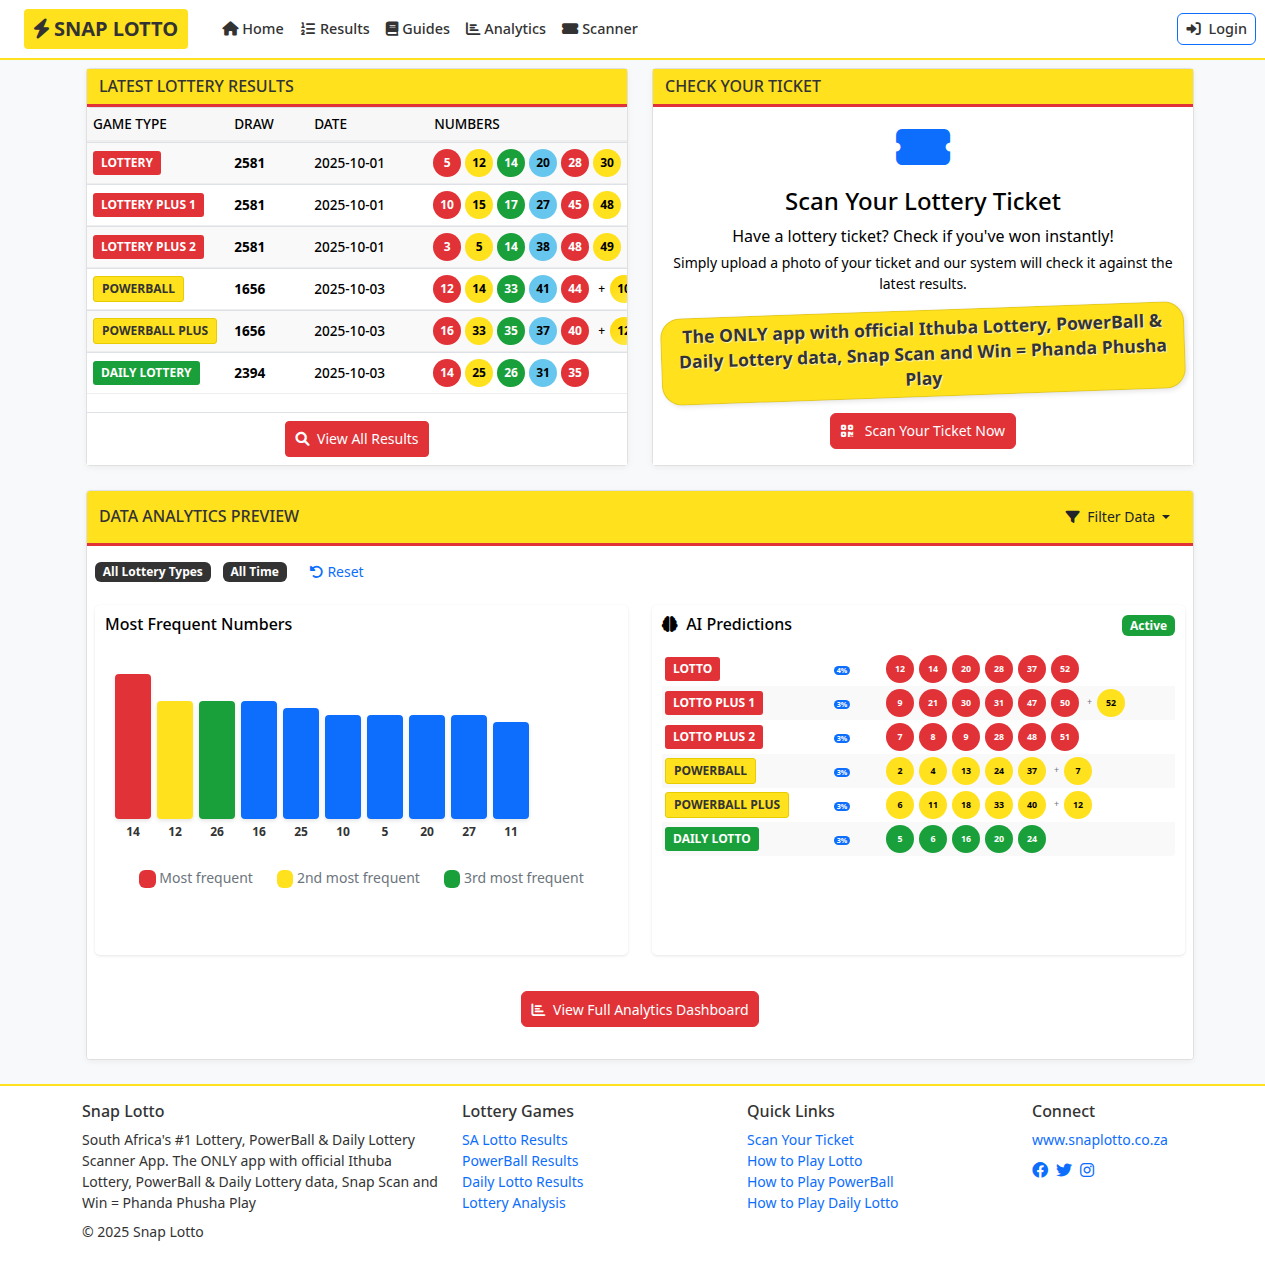 SNAP LOTTO Home Results Guides Analytics Scanner Login
LATEST LOTTERY RESULTS
GAME TYPE DRAW DATE NUMBERS
LOTTERY 2581 2025-10-01 5 12 14 20 28 30
LOTTERY PLUS 1 2581 2025-10-01 10 15 17 27 45 48
LOTTERY PLUS 2 2581 2025-10-01 3 5 14 38 48 49
POWERBALL 1656 2025-10-03 12 14 33 41 44 +
POWERBALL PLUS 1656 2025-10-03 16 33 35 37 40 +
DAILY LOTTERY 2394 2025-10-03 14 25 26 31 35
View All Results
CHECK YOUR TICKET
Scan Your Lottery Ticket
Have a lottery ticket? Check if you've won instantly!
Simply upload a photo of your ticket and our system will check it against the
latest results.
The ONLY app with official Ithuba Lottery, PowerBall &
Daily Lottery data, Snap Scan and Win = Phanda Phusha
Play
Scan Your Ticket Now
DATA ANALYTICS PREVIEW Filter Data
All Lottery Types All Time Reset
Most Frequent Numbers
14 12 26 16 25 10 5 20 27 11
Most frequent 2nd most frequent 3rd most frequent
AI Predictions Active
LOTTO 4% 12 14 20 28 37 52
LOTTO PLUS 1 3% 9 21 30 31 47 50 + 52
LOTTO PLUS 2 3% 7 8 9 28 48 51
POWERBALL 3% 2 4 13 24 37 + 7
POWERBALL PLUS 3% 6 11 18 33 40 + 12
DAILY LOTTO 3% 5 6 16 20 24
View Full Analytics Dashboard
Snap Lotto
South Africa's #1 Lottery, PowerBall & Daily Lottery
Scanner App. The ONLY app with official Ithuba
Lottery, PowerBall & Daily Lottery data, Snap Scan and
Win = Phanda Phusha Play
© 2025 Snap Lotto
Lottery Games
SA Lotto Results
PowerBall Results
Daily Lotto Results
Lottery Analysis
Quick Links
Scan Your Ticket
How to Play Lotto
How to Play PowerBall
How to Play Daily Lotto
Connect
www.snaplotto.co.za